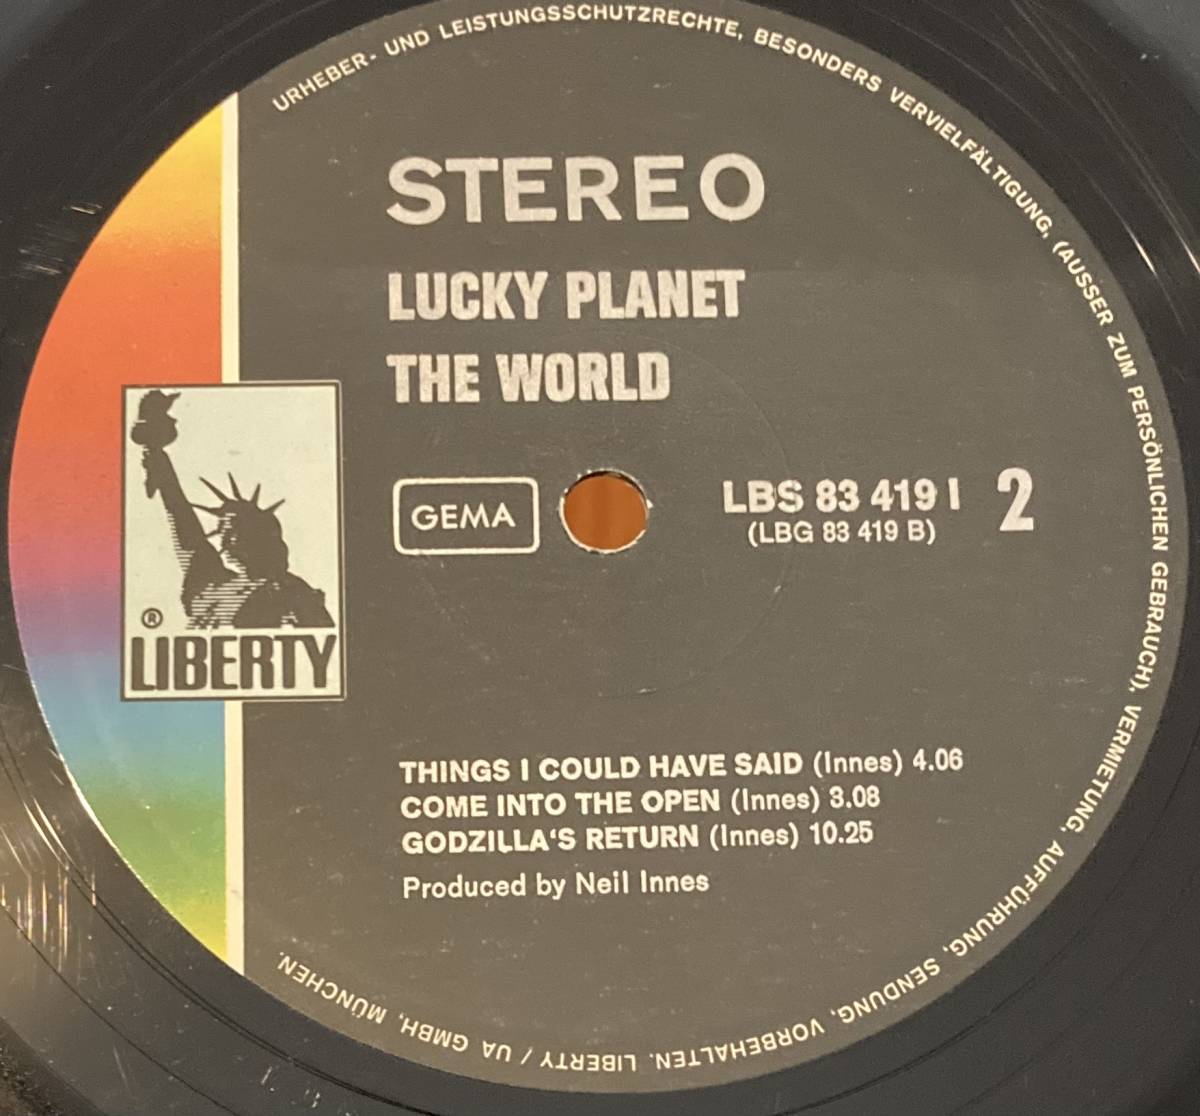 URHEBER- UND LEISTUNGSSCHUTZRECHTE, BESONDERS VERVIELFÄLTIGUNG, (AUSSER ZUM PERSÖNLICHEN GEBRAUCH), VERMIETUNG, AUFFÜHRUNG, SENDUNG, VORBEHALTEN. LIBERTY / UA GMBH, MÜNCHEN.
STEREO
LUCKY PLANET
THE WORLD
GEMA
LBS 83 419 I 2
(LBG 83 419 B)
®
LIBERTY
THINGS I COULD HAVE SAID (Innes) 4.06
COME INTO THE OPEN (Innes) 3.08
GODZILLA'S RETURN (Innes) 10.25
Produced by Neil Innes